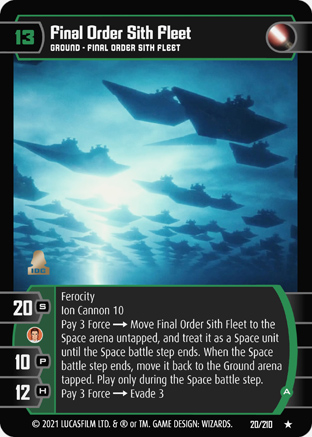 13 Final Order Sith Fleet
GROUND - FINAL ORDER SITH FLEET
IDC
20 S
10 P
12 H
Ferocity
Ion Cannon 10
Pay 3 Force → Move Final Order Sith Fleet to the
Space arena untapped, and treat it as a Space unit
until the Space battle step ends. When the Space
battle step ends, move it back to the Ground arena
tapped. Play only during the Space battle step.
Pay 3 Force → Evade 3
A
© 2021 LUCASFILM LTD. & ® or TM. GAME DESIGN: WIZARDS. 20/210 ★